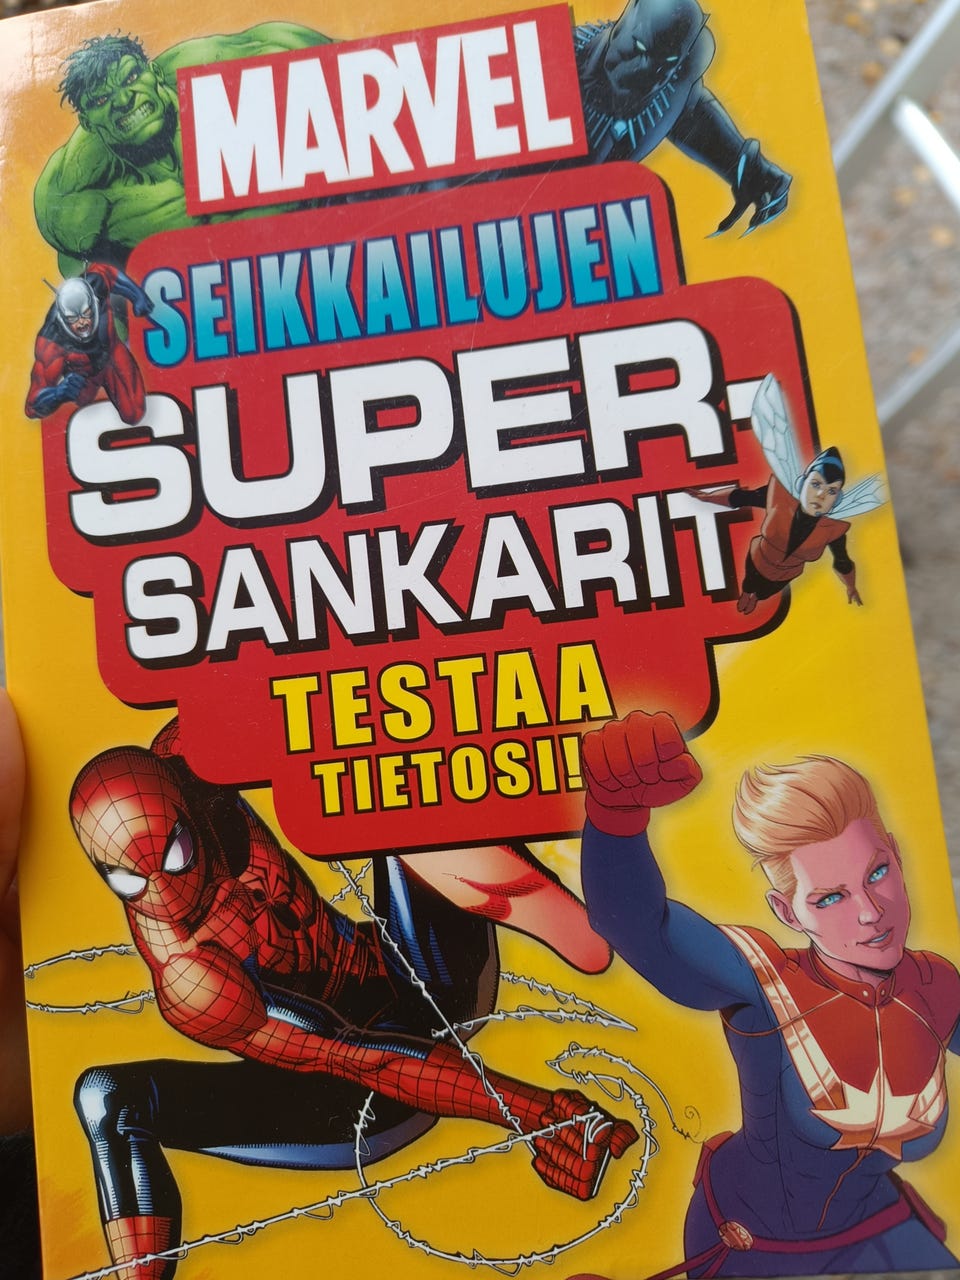 MARVEL
SEIKKAILUJEN
SUPER-
SANKARIT
TESTAA
TIETOSI!